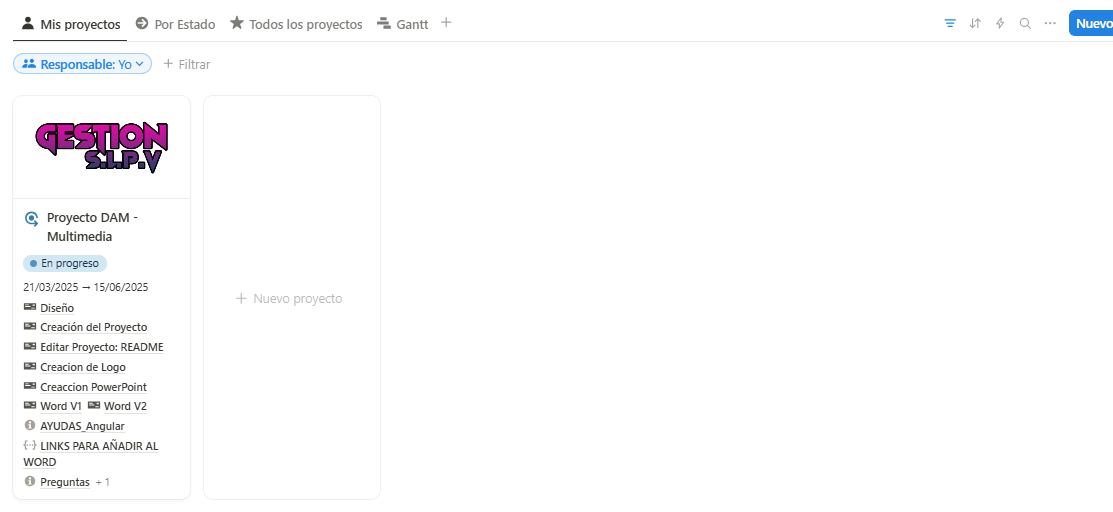 Mis proyectos Por Estado Todos los proyectos Gantt
Nuevo
Responsable: Yo Filtrar
GESTION
S.I.P.V
Proyecto DAM -
Multimedia
En progreso
21/03/2025 → 15/06/2025
Diseño
Creación del Proyecto
Editar Proyecto: README
Creacion de Logo
Creaccion PowerPoint
Word V1 Word V2
AYUDAS_Angular
LINKS PARA AÑADIR AL
WORD
Preguntas + 1
Nuevo proyecto